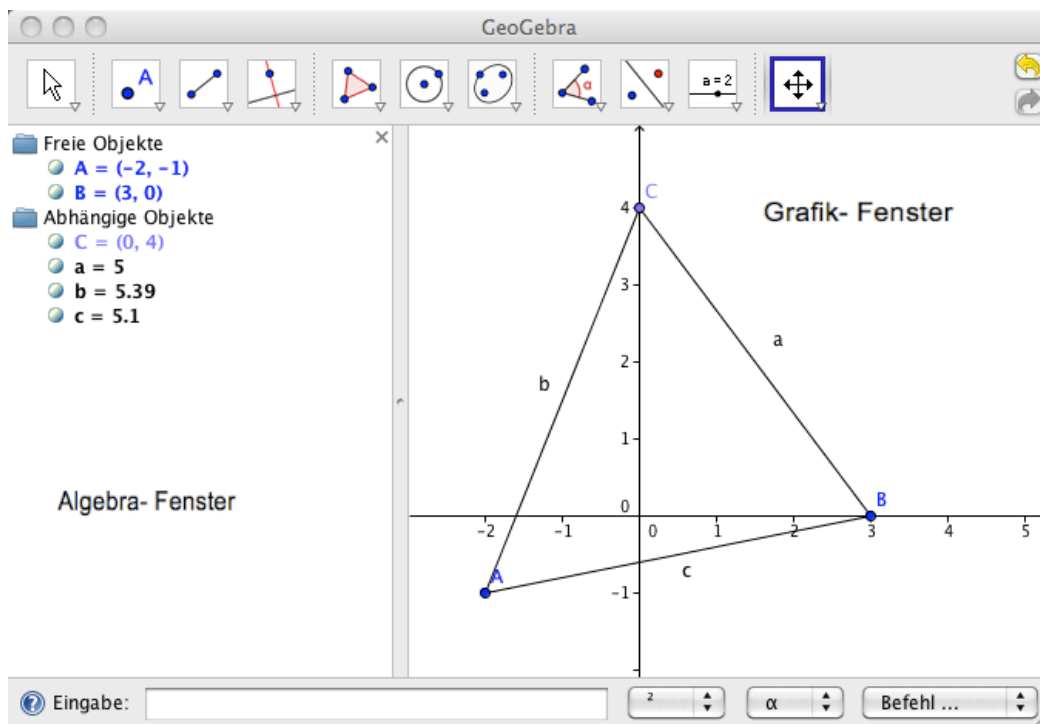 GeoGebra
A
α
a = 2
Freie Objekte
A = (-2, -1)
B = (3, 0)
Abhängige Objekte
C = (0, 4)
a = 5
b = 5.39
c = 5.1
Algebra- Fenster
Grafik- Fenster
C
4
3
a
2
b
1
B
0
-2 -1 0 1 2 3 4 5
A
c
-1
Eingabe:
² α Befehl ...